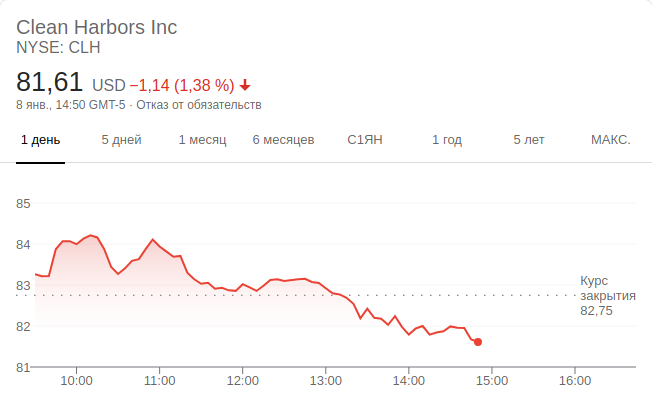 Clean Harbors Inc
NYSE: CLH
81,61 USD −1,14 (1,38 %)
8 янв., 14:50 GMT-5 · Отказ от обязательств
1 день 5 дней 1 месяц 6 месяцев С1ЯН 1 год 5 лет МАКС.
85
84
83
82
81
Курс
закрытия
82,75
10:00 11:00 12:00 13:00 14:00 15:00 16:00